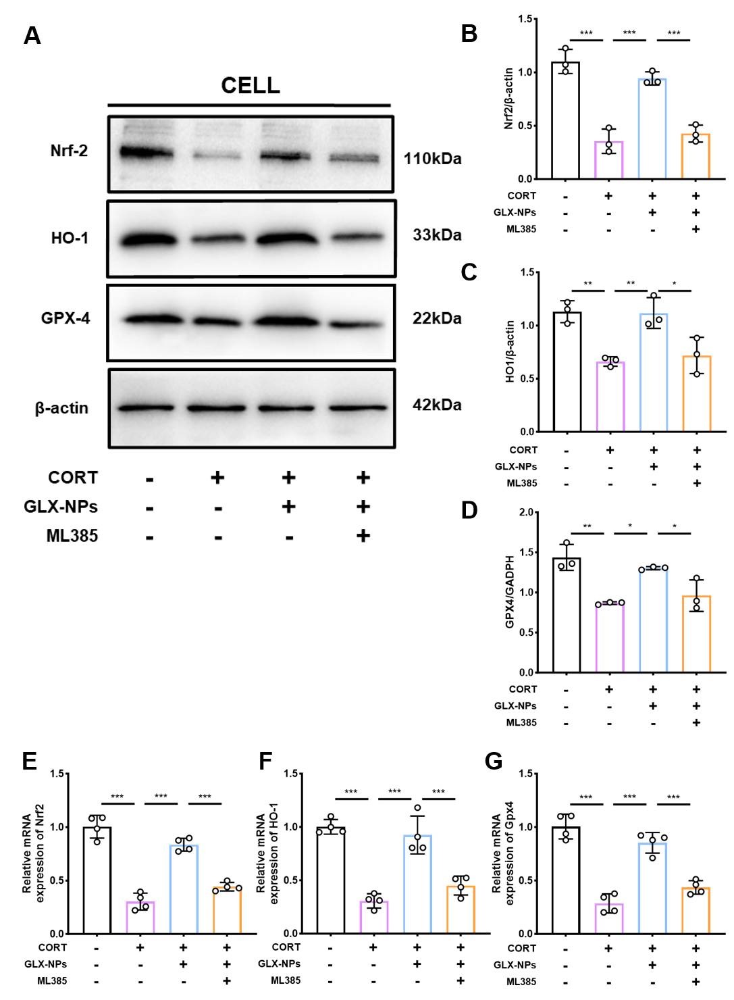 A
CELL
Nrf-2
110kDa
HO-1
33kDa
GPX-4
22kDa
β-actin
42kDa
CORT - + + +
GLX-NPs - - + +
ML385 - - - +
B
Nrf2/β-actin
1.5
1.0
0.5
0.0
*** *** ***
CORT - + + +
GLX-NPs - - + +
ML385 - - - +
C
HO1/β-actin
1.5
1.0
0.5
0.0
** ** *
CORT - + + +
GLX-NPs - - + +
ML385 - - - +
D
GPX4/GADPH
2.0
1.5
1.0
0.5
0.0
** * *
CORT - + + +
GLX-NPs - - + +
ML385 - - - +
E
Relative mRNA
expression of Nrf2
1.5
1.0
0.5
0.0
*** *** ***
CORT - + + +
GLX-NPs - - + +
ML385 - - - +
F
Relative mRNA
expression of HO-1
1.5
1.0
0.5
0.0
*** *** ***
CORT - + + +
GLX-NPs - - + +
ML385 - - - +
G
Relative mRNA
expression of Gpx4
1.5
1.0
0.5
0.0
*** *** ***
CORT - + + +
GLX-NPs - - + +
ML385 - - - +